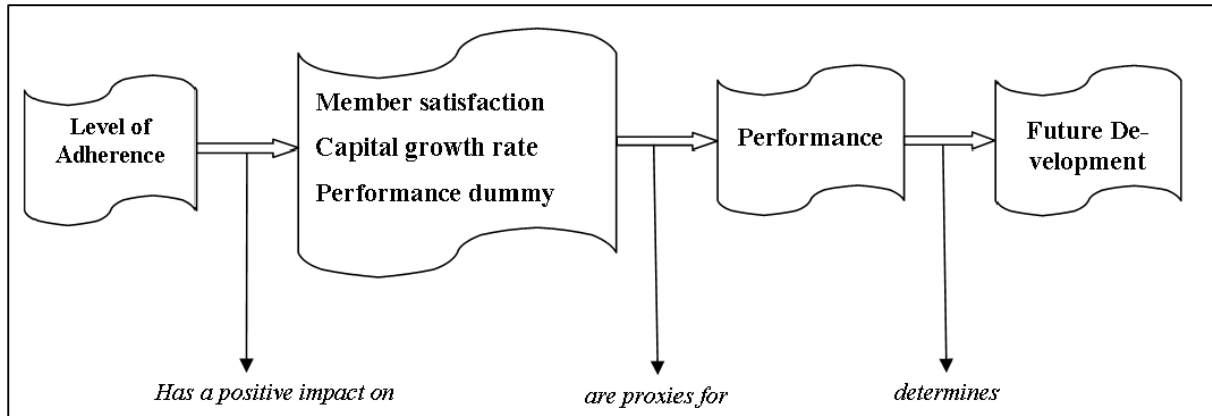 Level of
Adherence
Member satisfaction
Capital growth rate
Performance dummy
Performance
Future De-
velopment
Has a positive impact on
are proxies for
determines